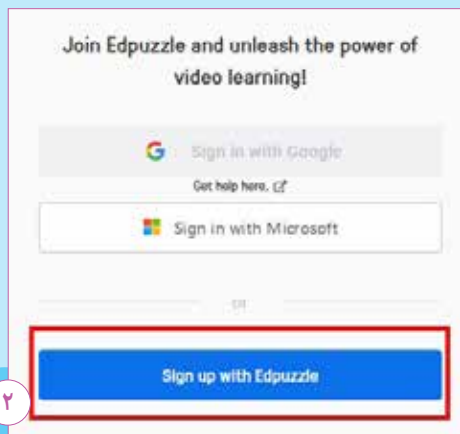 Join Edpuzzle and unleash the power of
video learning!
Sign in with Google
Get help here.
Sign in with Microsoft
or
Sign up with Edpuzzle
۲